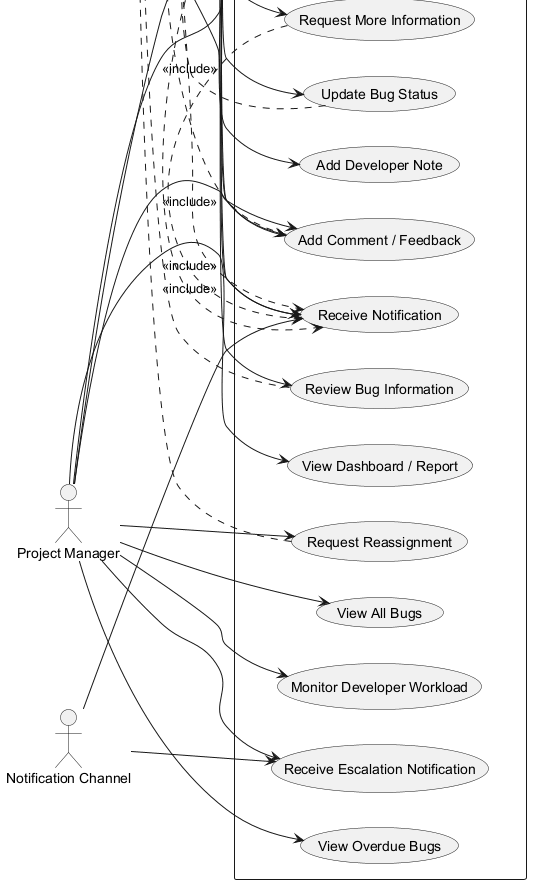 Request More Information
«include»
Update Bug Status
Add Developer Note
«include»
Add Comment / Feedback
«include»
«include»
Receive Notification
Review Bug Information
View Dashboard / Report
Request Reassignment
Project Manager
View All Bugs
Monitor Developer Workload
Receive Escalation Notification
Notification Channel
View Overdue Bugs